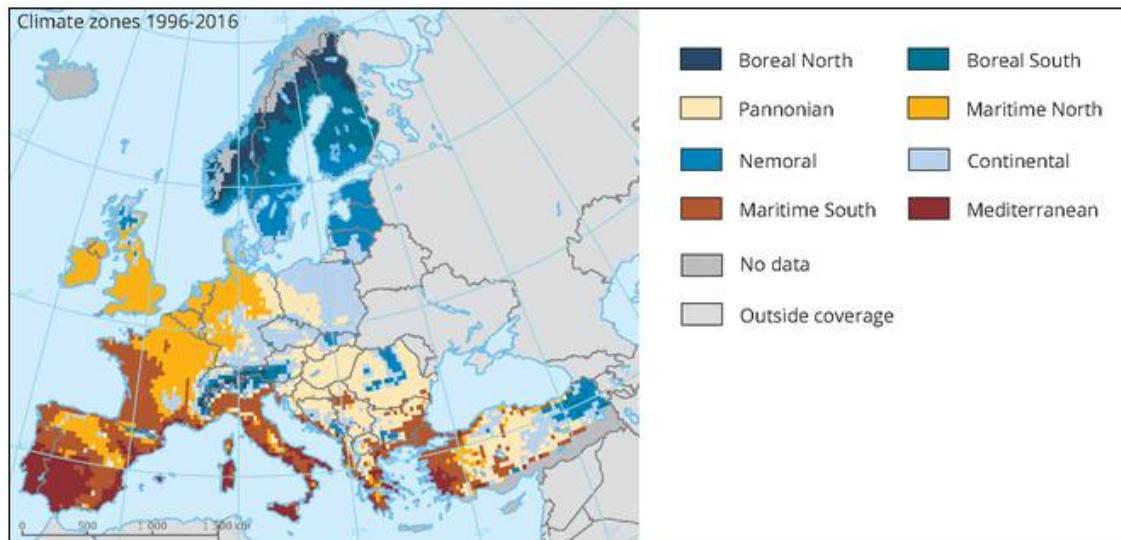 Climate zones 1996-2016
Boreal North
Boreal South
Pannonian
Maritime North
Nemoral
Continental
Maritime South
Mediterranean
No data
Outside coverage
0 500 1 000 1 500 km